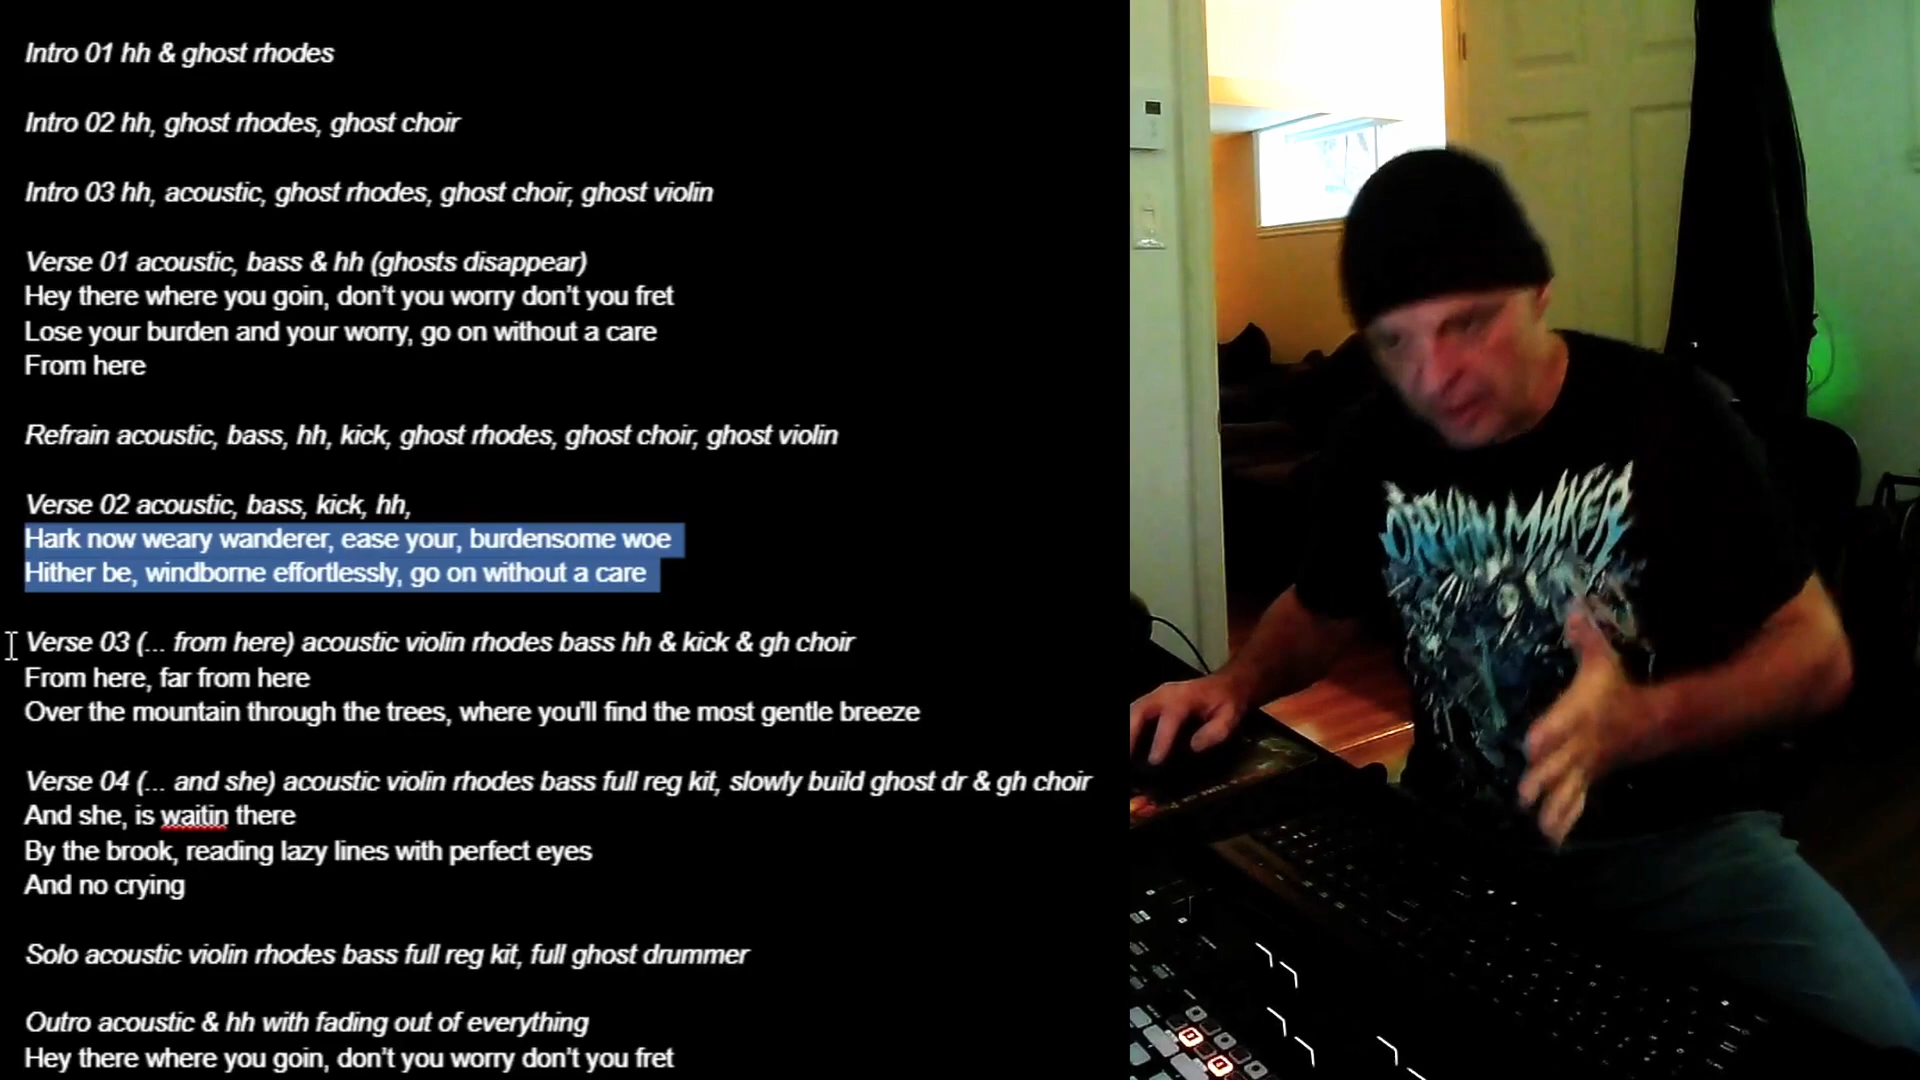 Intro 01 hh & ghost rhodes
Intro 02 hh, ghost rhodes, ghost choir
Intro 03 hh, acoustic, ghost rhodes, ghost choir, ghost violin
Verse 01 acoustic, bass & hh (ghosts disappear)
Hey there where you goin, don't you worry don't you fret
Lose your burden and your worry, go on without a care
From here
Refrain acoustic, bass, hh, kick, ghost rhodes, ghost choir, ghost violin
Verse 02 acoustic, bass, kick, hh,
Hark now weary wanderer, ease your, burdensome woe
Hither be, windborne effortlessly, go on without a care
Verse 03 (... from here) acoustic violin rhodes bass hh & kick & gh choir
From here, far from here
Over the mountain through the trees, where you'll find the most gentle breeze
Verse 04 (... and she) acoustic violin rhodes bass full reg kit, slowly build ghost dr & gh choir
And she, is waitin there
By the brook, reading lazy lines with perfect eyes
And no crying
Solo acoustic violin rhodes bass full reg kit, full ghost drummer
Outro acoustic & hh with fading out of everything
Hey there where you goin, don't you worry don't you fret
ORPHAN MAKER